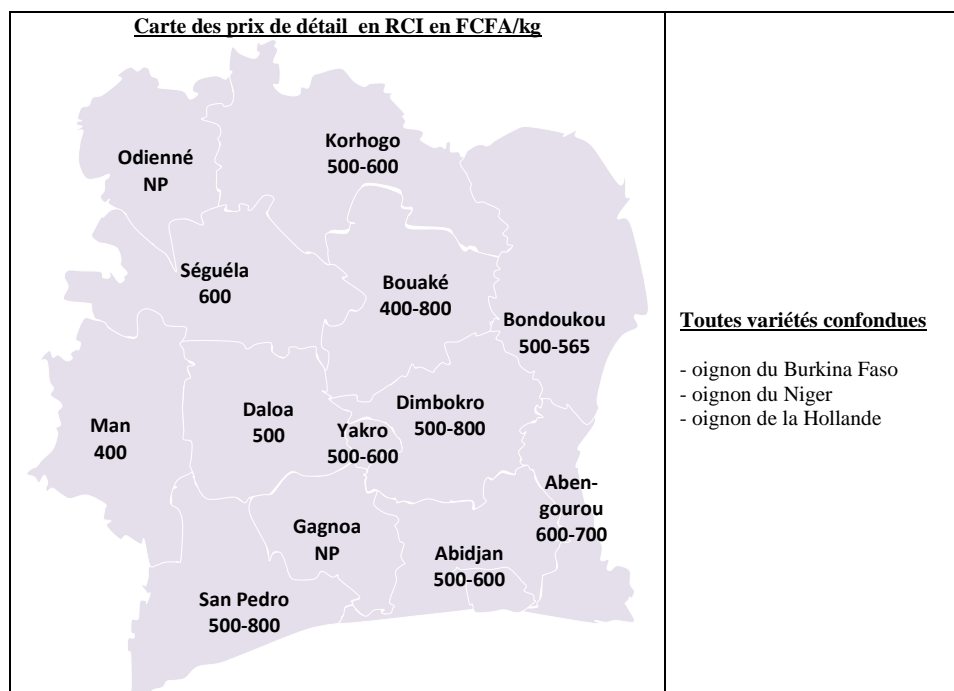 Carte des prix de détail en RCI en FCFA/kg
Odienné
NP
Korhogo
500-600
Séguéla
600
Bouaké
400-800
Bondoukou
500-565
Man
400
Daloa
500
Yakro
500-600
Dimbokro
500-800
Aben-
gourou
600-700
Gagnoa
NP
Abidjan
500-600
San Pedro
500-800
Toutes variétés confondues
- oignon du Burkina Faso
- oignon du Niger
- oignon de la Hollande